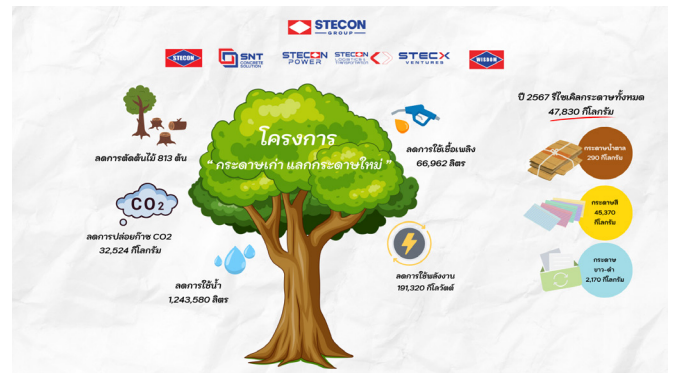 STECON
GROUP
STECON
SNT
CONCRETE
SOLUTION
STECON
POWER
STECON
LOGISTICS &
TRANSPORTATION
STECX
VENTURES
WISDOM
โครงการ
" กระดาษเก่า แลกกระดาษใหม่ "
ลดการตัดต้นไม้ 813 ต้น
CO2
ลดการปล่อยก๊าซ CO2
32,524 กิโลกรัม
ลดการใช้น้ำ
1,243,580 ลิตร
ลดการใช้เชื้อเพลิง
66,962 ลิตร
ลดการใช้พลังงาน
191,320 กิโลวัตต์
ปี 2567 รีไซเคิลกระดาษทั้งหมด
47,830 กิโลกรัม
กระดาษน้ำตาล
290 กิโลกรัม
กระดาษสี
45,370
กิโลกรัม
กระดาษ
ขาว-ดำ
2,170 กิโลกรัม